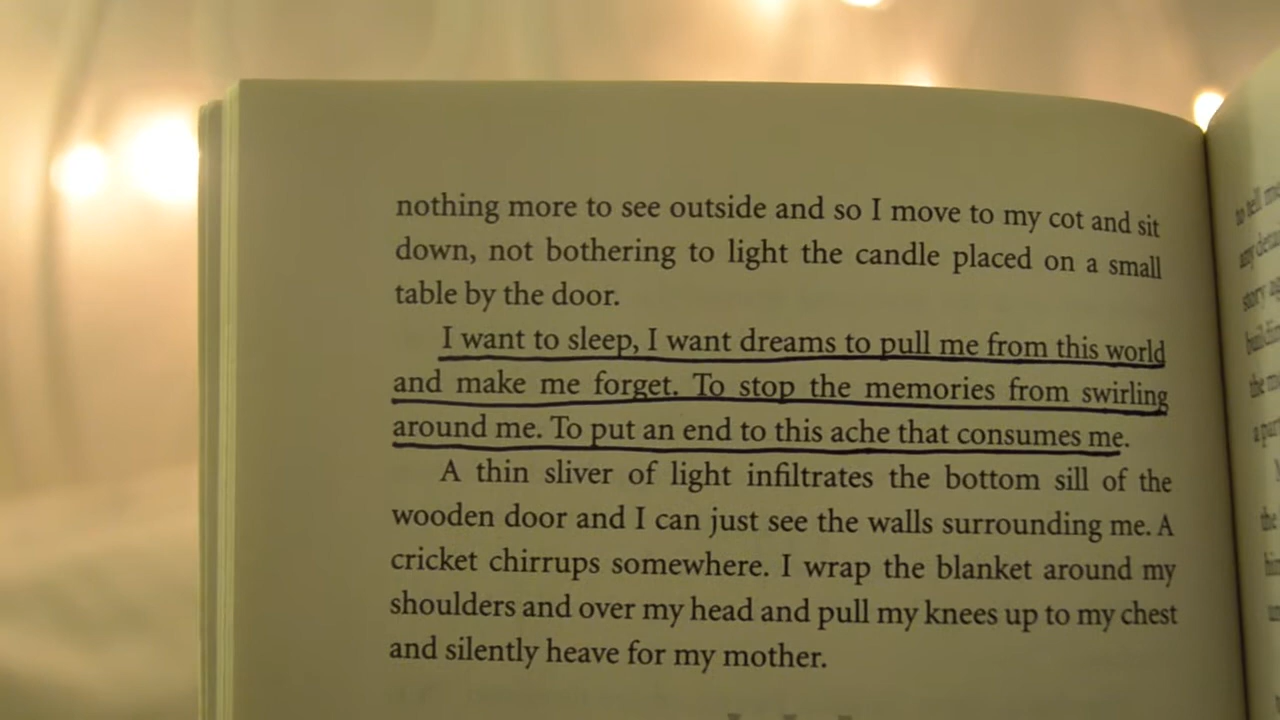 nothing more to see outside and so I move to my cot and sit
down, not bothering to light the candle placed on a small
table by the door.
I want to sleep, I want dreams to pull me from this world
and make me forget. To stop the memories from swirling
around me. To put an end to this ache that consumes me.
A thin sliver of light infiltrates the bottom sill of the
wooden door and I can just see the walls surrounding me. A
cricket chirrups somewhere. I wrap the blanket around my
shoulders and over my head and pull my knees up to my chest
and silently heave for my mother.
to tell
story
the
the